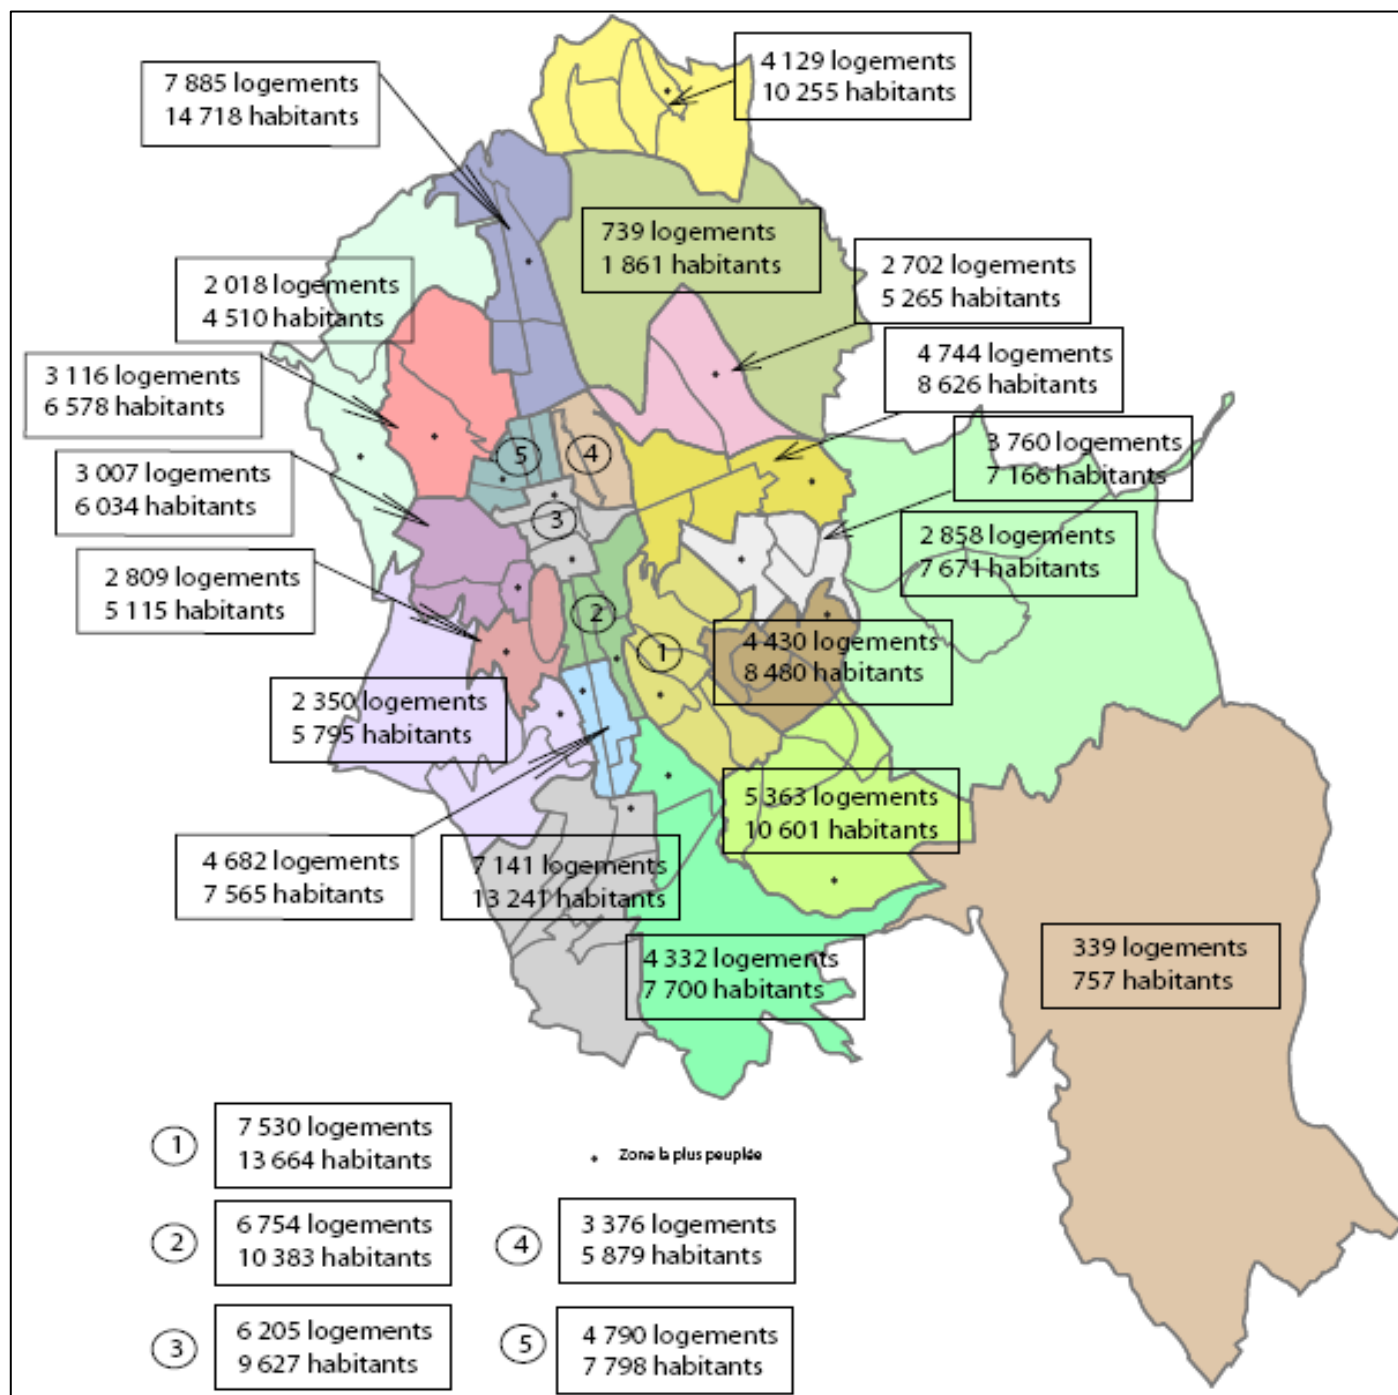 4 129 logements
10 255 habitants
7 885 logements
14 718 habitants
739 logements
1 861 habitants
2 702 logements
5 265 habitants
2 018 logements
4 510 habitants
4 744 logements
8 626 habitants
3 116 logements
6 578 habitants
3 760 logements
7 166 habitants
3 007 logements
6 034 habitants
5
4
3
2 858 logements
7 671 habitants
2 809 logements
5 115 habitants
2
1
4 430 logements
8 480 habitants
2 350 logements
5 795 habitants
5 363 logements
10 601 habitants
4 682 logements
7 565 habitants
7 141 logements
13 241 habitants
4 332 logements
7 700 habitants
339 logements
757 habitants
1
7 530 logements
13 664 habitants
Zone la plus peuplée
2
6 754 logements
10 383 habitants
4
3 376 logements
5 879 habitants
3
6 205 logements
9 627 habitants
5
4 790 logements
7 798 habitants